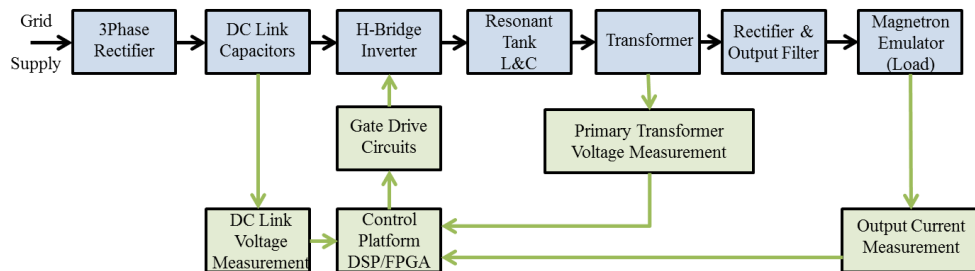 Grid
Supply
3Phase
Rectifier
DC Link
Capacitors
H-Bridge
Inverter
Resonant
Tank
L&C
Transformer
Rectifier &
Output Filter
Magnetron
Emulator
(Load)
Gate Drive
Circuits
Primary Transformer
Voltage Measurement
DC Link
Voltage
Measurement
Control
Platform
DSP/FPGA
Output Current
Measurement